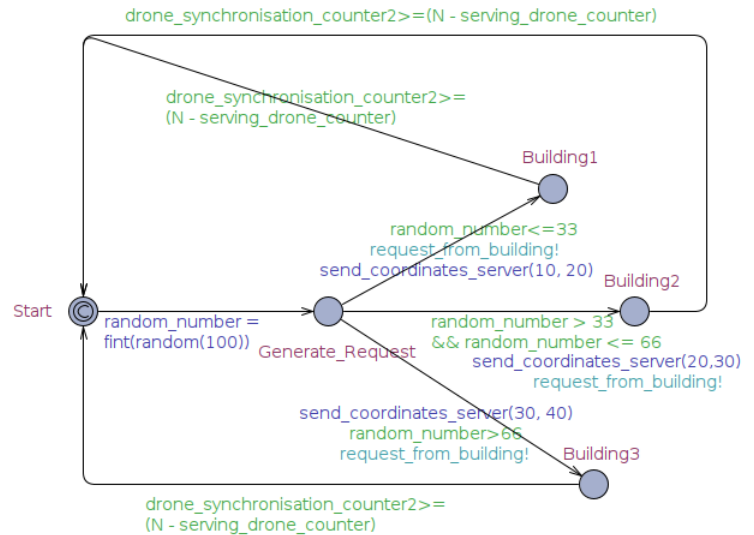 drone_synchronisation_counter2>=(N - serving_drone_counter)
drone_synchronisation_counter2>=
(N - serving_drone_counter)
Building1
random_number<=33
request_from_building!
send_coordinates_server(10, 20)
Building2
Start
C
random_number =
fint(random(100))
Generate_Request
random_number > 33
&& random_number <= 66
send_coordinates_server(20,30)
request_from_building!
send_coordinates_server(30, 40)
random_number>66
request_from_building!
Building3
drone_synchronisation_counter2>=
(N - serving_drone_counter)